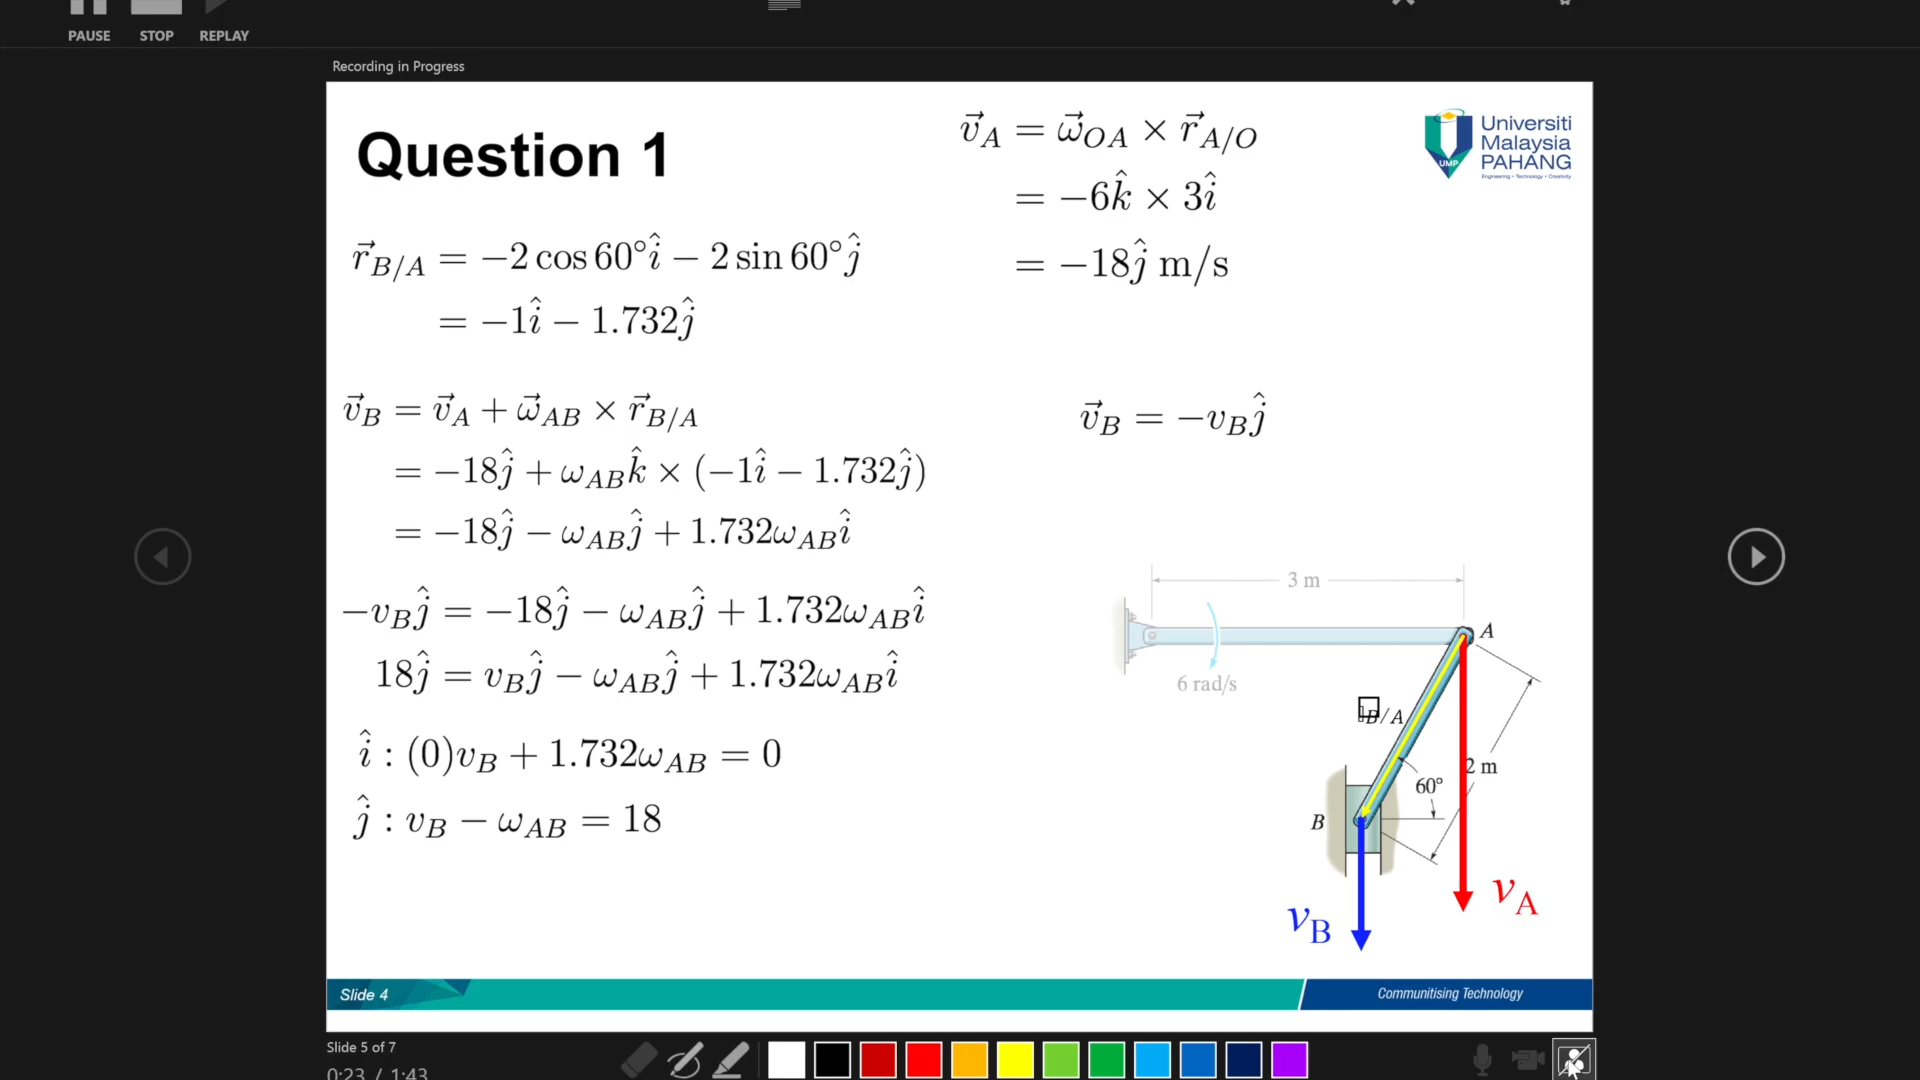 PAUSE STOP REPLAY
Recording in Progress
Question 1
Universiti
Malaysia
PAHANG
UMP
Engineering • Technology • Creativity
v⃗_A = ω⃗_OA × r⃗_A/O
= −6k̂ × 3î
= −18ĵ m/s
r⃗_B/A = −2 cos 60°î − 2 sin 60°ĵ
= −1î − 1.732ĵ
v⃗_B = v⃗_A + ω⃗_AB × r⃗_B/A
= −18ĵ + ω_AB k̂ × (−1î − 1.732ĵ)
= −18ĵ − ω_AB ĵ + 1.732ω_AB î
v⃗_B = −v_B ĵ
−v_B ĵ = −18ĵ − ω_AB ĵ + 1.732ω_AB î
18ĵ = v_B ĵ − ω_AB ĵ + 1.732ω_AB î
î : (0)v_B + 1.732ω_AB = 0
ĵ : v_B − ω_AB = 18
3 m
A
6 rad/s
B/A
2 m
60°
B
v_A
v_B
Slide 4
Communitising Technology
Slide 5 of 7
0:23 / 1:43